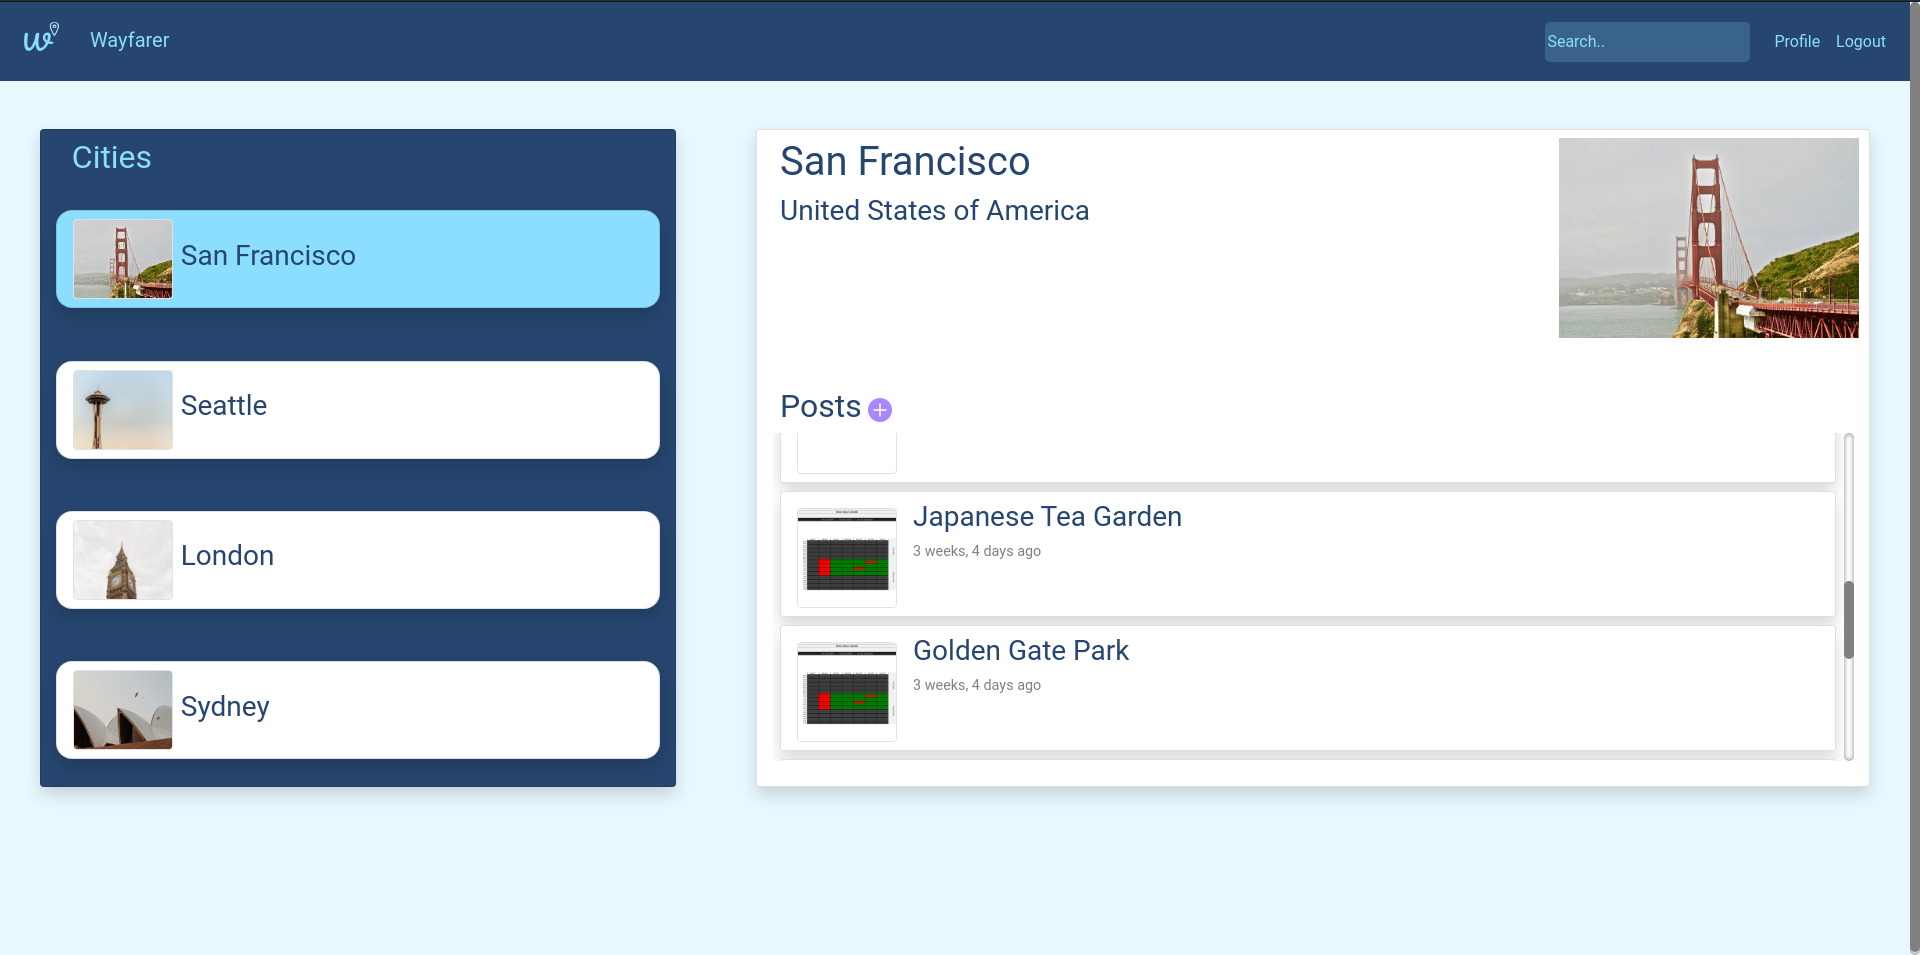 Wayfarer
Search..
Profile
Logout
Cities
San Francisco
Seattle
London
Sydney
San Francisco
United States of America
Posts
Japanese Tea Garden
3 weeks, 4 days ago
Golden Gate Park
3 weeks, 4 days ago